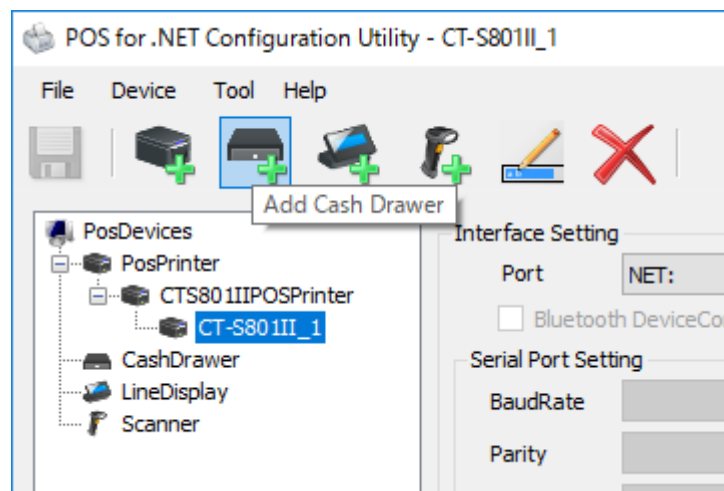 POS for .NET Configuration Utility - CT-S801II_1
File Device Tool Help
Add Cash Drawer
PosDevices
PosPrinter
CTS801IIPOSPrinter
CT-S801II_1
CashDrawer
LineDisplay
Scanner
Interface Setting
Port NET:
Bluetooth DeviceCo
Serial Port Setting
BaudRate
Parity